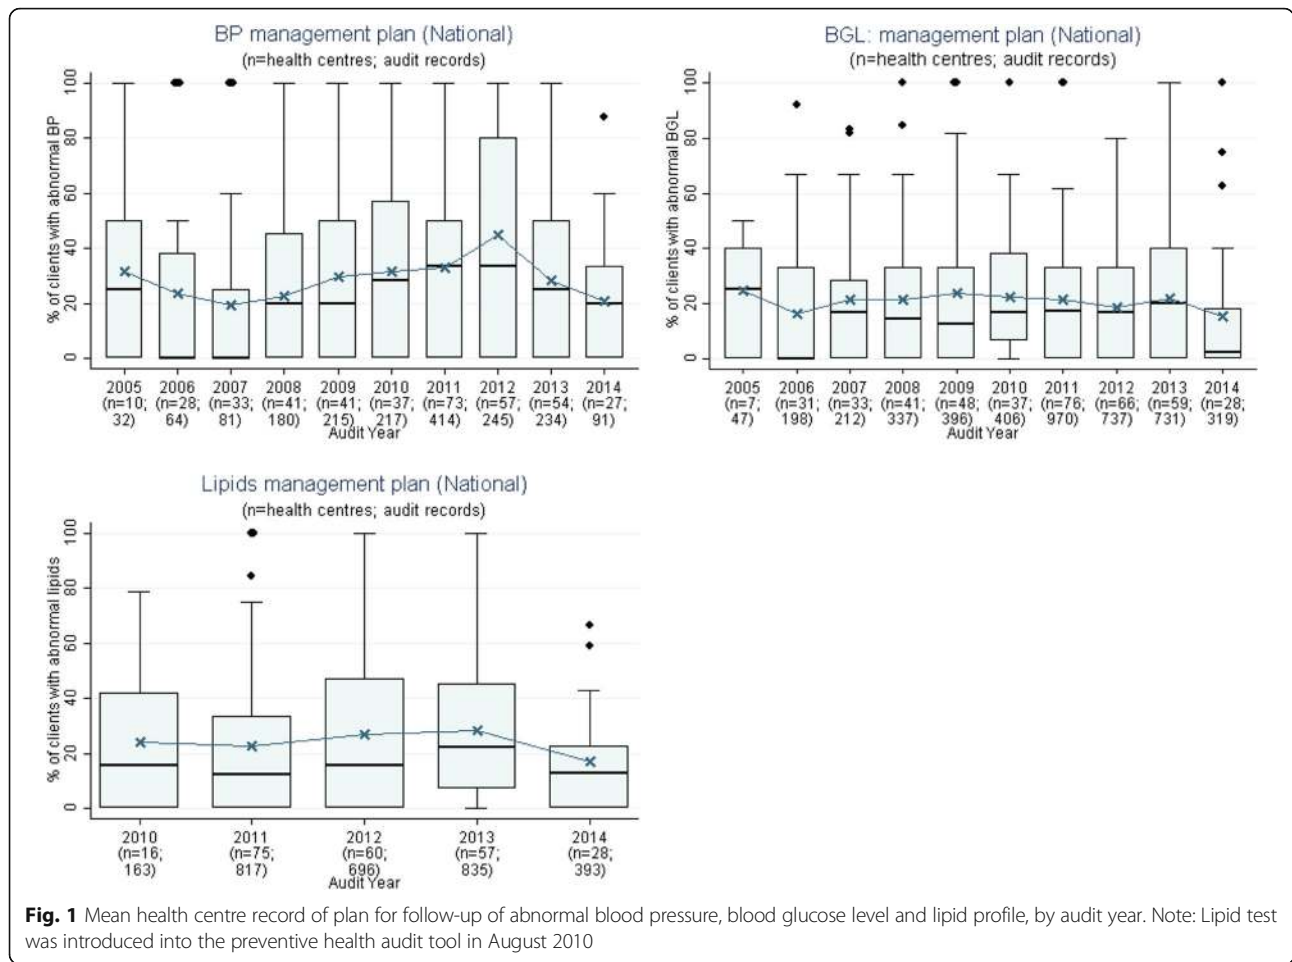 BP management plan (National)
(n=health centres; audit records)
% of clients with abnormal BP
100
80
60
40
20
0
2005 2006 2007 2008 2009 2010 2011 2012 2013 2014
(n=10; (n=28; (n=33; (n=41; (n=41; (n=37; (n=73; (n=57; (n=54; (n=27;
32) 64) 81) 180) 215) 217) 414) 245) 234) 91)
Audit Year
BGL: management plan (National)
(n=health centres; audit records)
% of clients with abnormal BGL
100
80
60
40
20
0
2005 2006 2007 2008 2009 2010 2011 2012 2013 2014
(n=7; (n=31; (n=33; (n=41; (n=48; (n=37; (n=76; (n=66; (n=59; (n=28;
47) 198) 212) 337) 396) 406) 970) 737) 731) 319)
Audit Year
Lipids management plan (National)
(n=health centres; audit records)
% of clients with abnormal lipids
100
80
60
40
20
0
2010 2011 2012 2013 2014
(n=16; (n=75; (n=60; (n=57; (n=28;
163) 817) 696) 835) 393)
Audit Year
Fig. 1 Mean health centre record of plan for follow-up of abnormal blood pressure, blood glucose level and lipid profile, by audit year. Note: Lipid test
was introduced into the preventive health audit tool in August 2010